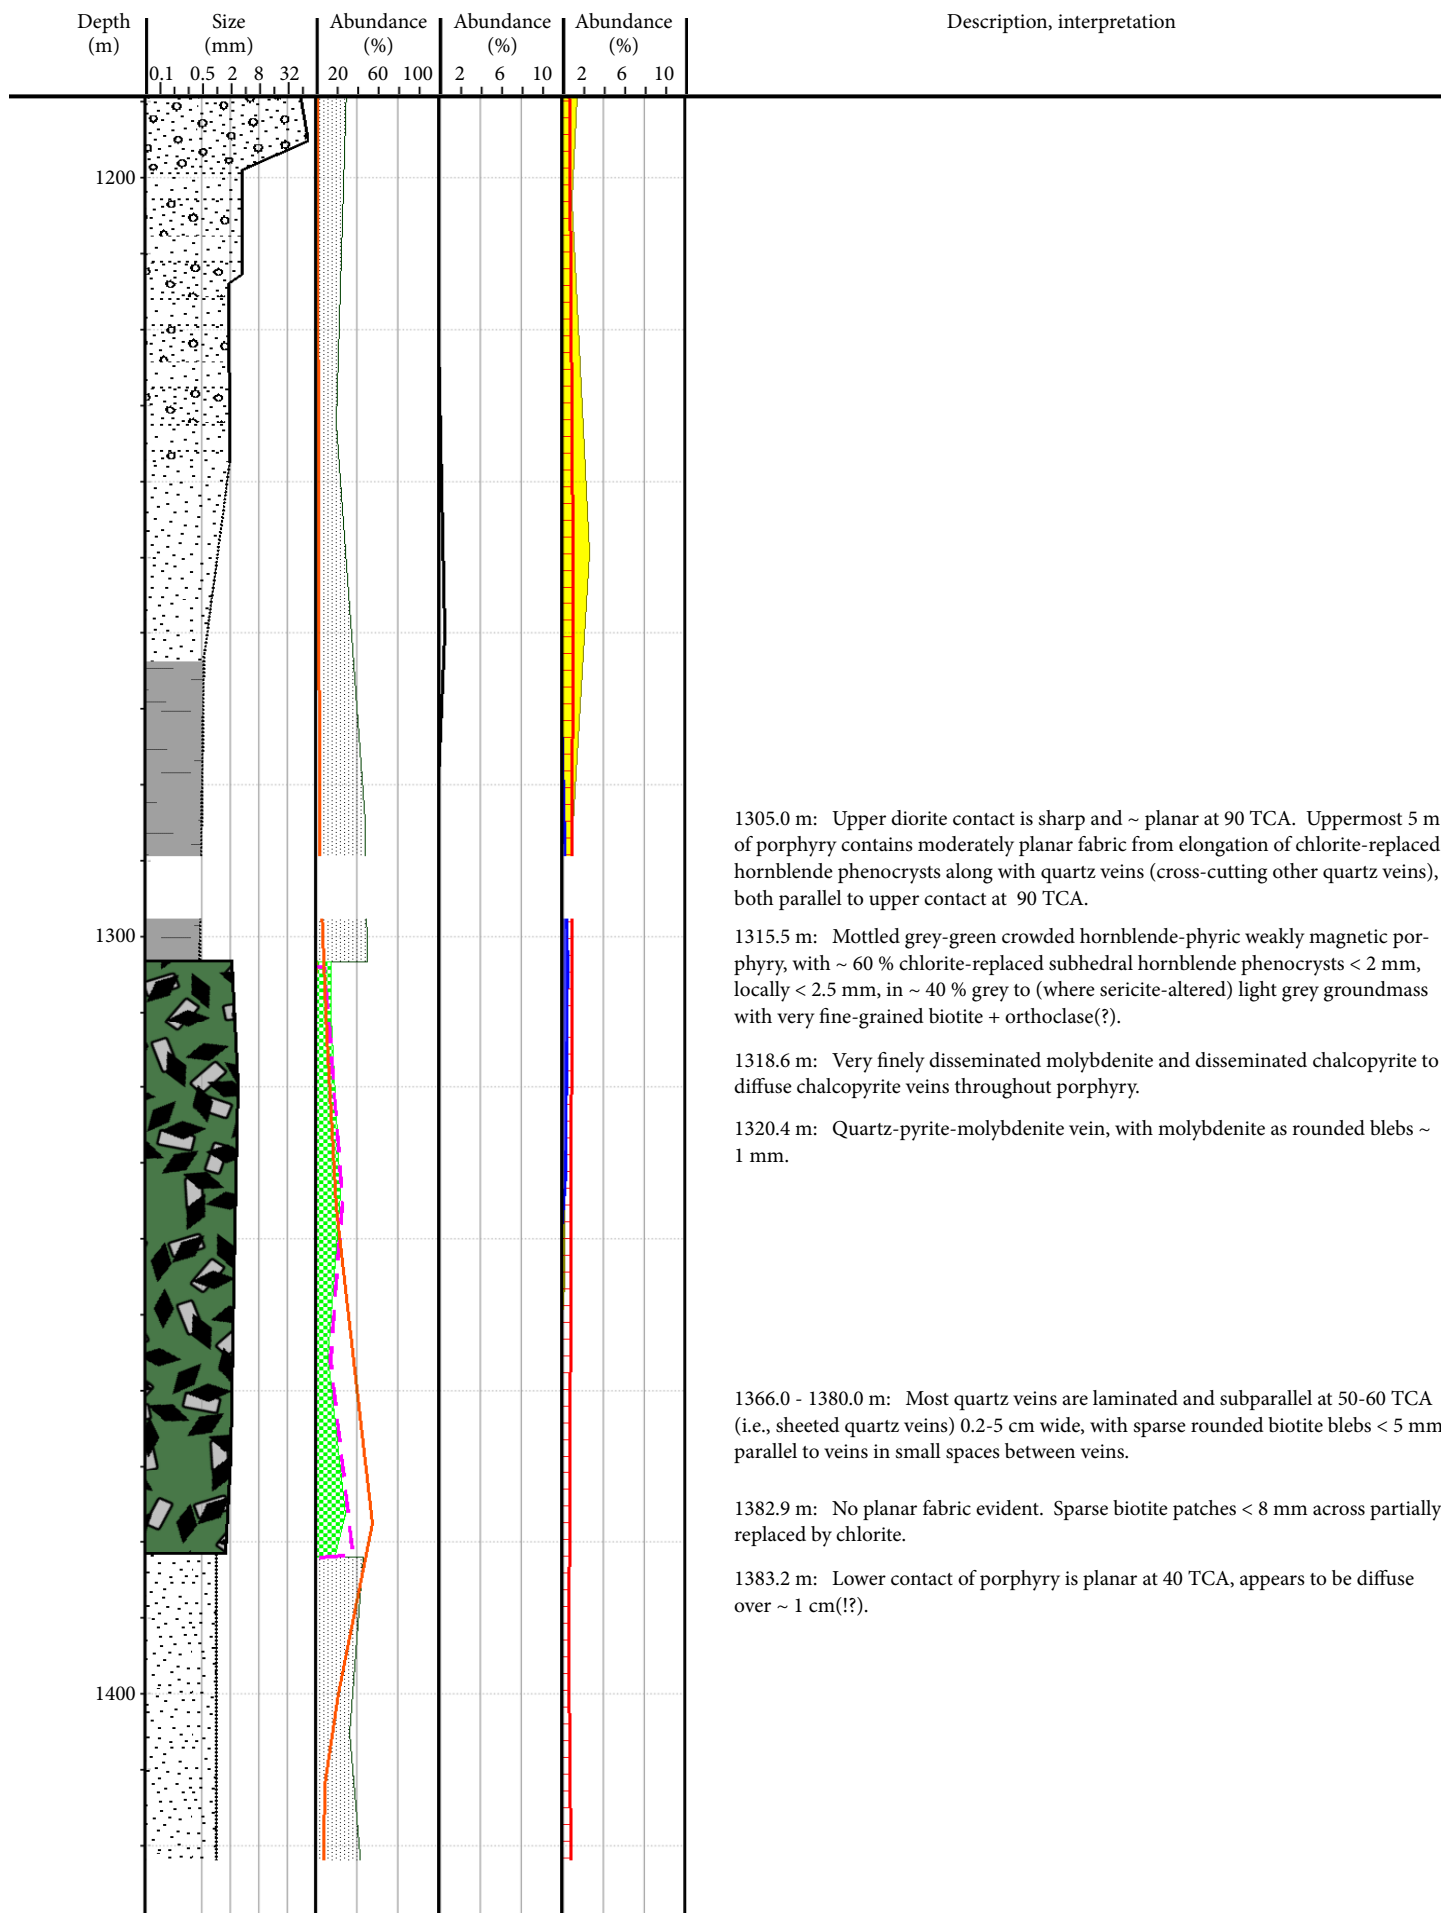 Depth Size Abundance Abundance Abundance Description, interpretation
(m) (mm) (%) (%) (%)
0.1 0.5 2 8 32 20 60 100 2 6 10 2 6 10
1200
1305.0 m: Upper diorite contact is sharp and ~ planar at 90 TCA. Uppermost 5 m
of porphyry contains moderately planar fabric from elongation of chlorite-replaced
hornblende phenocrysts along with quartz veins (cross-cutting other quartz veins),
both parallel to upper contact at 90 TCA.
1300
1315.5 m: Mottled grey-green crowded hornblende-phyric weakly magnetic por-
phyry, with ~ 60 % chlorite-replaced subhedral hornblende phenocrysts < 2 mm,
locally < 2.5 mm, in ~ 40 % grey to (where sericite-altered) light grey groundmass
with very fine-grained biotite + orthoclase(?).
1318.6 m: Very finely disseminated molybdenite and disseminated chalcopyrite to
diffuse chalcopyrite veins throughout porphyry.
1320.4 m: Quartz-pyrite-molybdenite vein, with molybdenite as rounded blebs ~
1 mm.
1366.0 - 1380.0 m: Most quartz veins are laminated and subparallel at 50-60 TCA
(i.e., sheeted quartz veins) 0.2-5 cm wide, with sparse rounded biotite blebs < 5 mm
parallel to veins in small spaces between veins.
1382.9 m: No planar fabric evident. Sparse biotite patches < 8 mm across partially
replaced by chlorite.
1383.2 m: Lower contact of porphyry is planar at 40 TCA, appears to be diffuse
over ~ 1 cm(!?).
1400